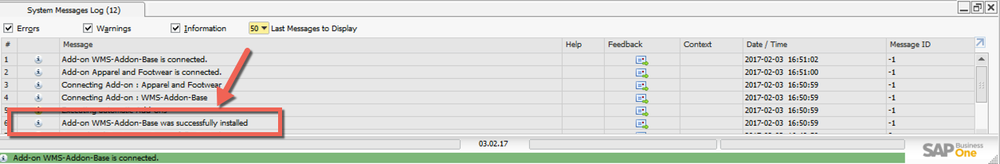 System Messages Log (12)
Errors Warnings Information 50 Last Messages to Display
# Message Help Feedback Context Date / Time Message ID
1 Add-on WMS-Addon-Base is connected. 2017-02-03 16:51:02 -1
2 Add-on Apparel and Footwear is connected. 2017-02-03 16:51:00 -1
3 Connecting Add-on : Apparel and Footwear 2017-02-03 16:50:59 -1
4 Connecting Add-on : WMS-Addon-Base 2017-02-03 16:50:59 -1
5 Executing automatic Add-ons 2017-02-03 16:50:59 -1
6 Add-on WMS-Addon-Base was successfully installed 2017-02-03 16:50:59 -1
03.02.17
SAP Business One
Add-on WMS-Addon-Base is connected.